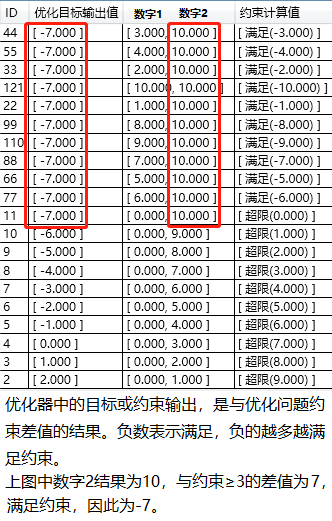 ID 优化目标输出值 数字1 数字2 约束计算值
44 [ -7.000 ] [ 3.000, 10.000 ] [ 满足(-3.000) ]
55 [ -7.000 ] [ 4.000, 10.000 ] [ 满足(-4.000) ]
33 [ -7.000 ] [ 2.000, 10.000 ] [ 满足(-2.000) ]
121 [ -7.000 ] [ 10.000, 10.000 ] [ 满足(-10.000) ]
22 [ -7.000 ] [ 1.000, 10.000 ] [ 满足(-1.000) ]
99 [ -7.000 ] [ 8.000, 10.000 ] [ 满足(-8.000) ]
110 [ -7.000 ] [ 9.000, 10.000 ] [ 满足(-9.000) ]
88 [ -7.000 ] [ 7.000, 10.000 ] [ 满足(-7.000) ]
66 [ -7.000 ] [ 5.000, 10.000 ] [ 满足(-5.000) ]
77 [ -7.000 ] [ 6.000, 10.000 ] [ 满足(-6.000) ]
11 [ -7.000 ] [ 0.000, 10.000 ] [ 超限(0.000) ]
10 [ -6.000 ] [ 0.000, 9.000 ] [ 超限(1.000) ]
9 [ -5.000 ] [ 0.000, 8.000 ] [ 超限(2.000) ]
8 [ -4.000 ] [ 0.000, 7.000 ] [ 超限(3.000) ]
7 [ -3.000 ] [ 0.000, 6.000 ] [ 超限(4.000) ]
6 [ -2.000 ] [ 0.000, 5.000 ] [ 超限(5.000) ]
5 [ -1.000 ] [ 0.000, 4.000 ] [ 超限(6.000) ]
4 [ 0.000 ] [ 0.000, 3.000 ] [ 超限(7.000) ]
3 [ 1.000 ] [ 0.000, 2.000 ] [ 超限(8.000) ]
2 [ 2.000 ] [ 0.000, 1.000 ] [ 超限(9.000) ]
优化器中的目标或约束输出，是与优化问题约
束差值的结果。负数表示满足，负的越多越满
足约束。
上图中数字2结果为10，与约束≥3的差值为7，
满足约束，因此为-7。